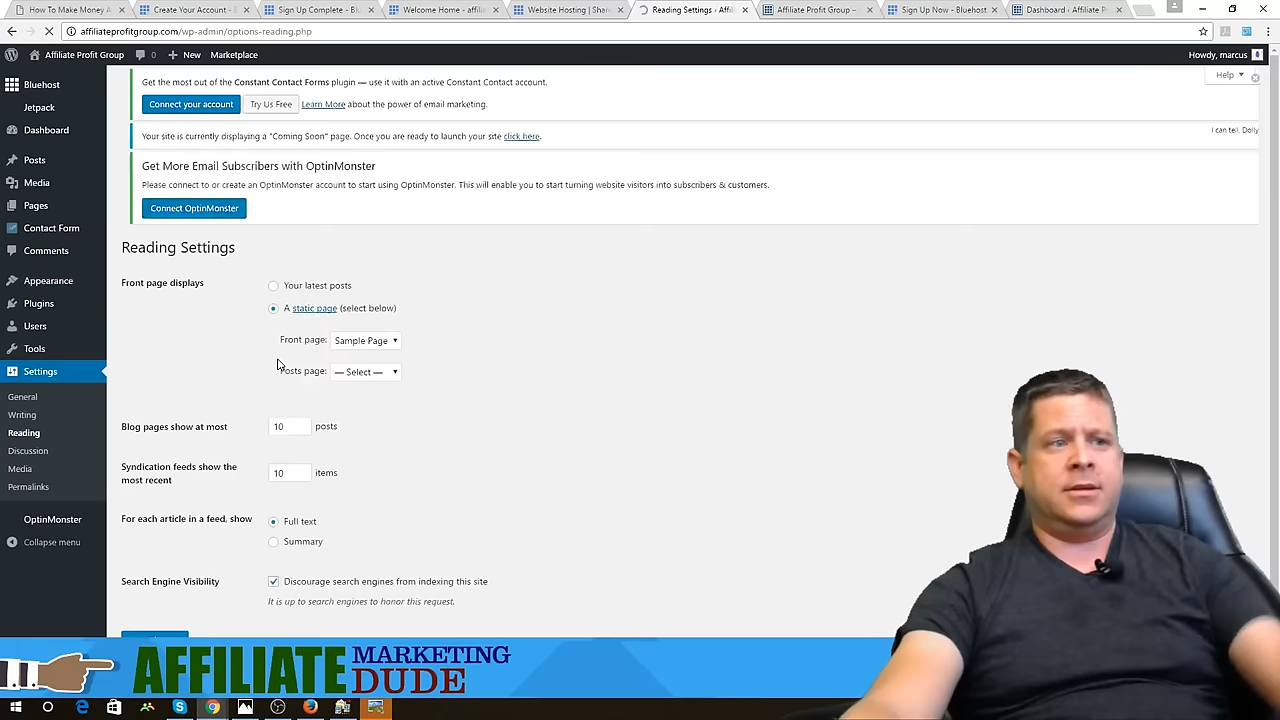 How To Make Money A
Create Your Account - B
Sign Up Complete - Blu
Welcome Home - affilia
Website Hosting | Share
Reading Settings ‹ Affili
Affiliate Profit Group –
Sign Up Now - Bluehost
Dashboard ‹ Affiliate P
affiliateprofitgroup.com/wp-admin/options-reading.php
Affiliate Profit Group
0
New
Marketplace
Howdy, marcus
Help
Bluehost
Jetpack
Dashboard
Posts
Media
Pages
Contact Form
Comments
Appearance
Plugins
Users
Tools
Settings
General
Writing
Reading
Discussion
Media
Permalinks
OptinMonster
Collapse menu
Get the most out of the Constant Contact Forms plugin — use it with an active Constant Contact account.
Connect your account Try Us Free Learn More about the power of email marketing.
Your site is currently displaying a "Coming Soon" page. Once you are ready to launch your site click here.
I can tell, Dolly
Get More Email Subscribers with OptinMonster
Please connect to or create an OptinMonster account to start using OptinMonster. This will enable you to start turning website visitors into subscribers & customers.
Connect OptinMonster
Reading Settings
Front page displays
Your latest posts
A static page (select below)
Front page: Sample Page
Posts page: — Select —
Blog pages show at most 10 posts
Syndication feeds show the
most recent
10 items
For each article in a feed, show
Full text
Summary
Search Engine Visibility
Discourage search engines from indexing this site
It is up to search engines to honor this request.
AFFILIATE MARKETING
DUDE